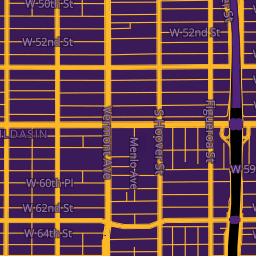 W 50th St
W 52nd St
W 52nd St
Vermont Ave
Menlo Ave
S Hoover St
Figueroa St
W 59
W 60th Pl
W 62nd St
W 64th St